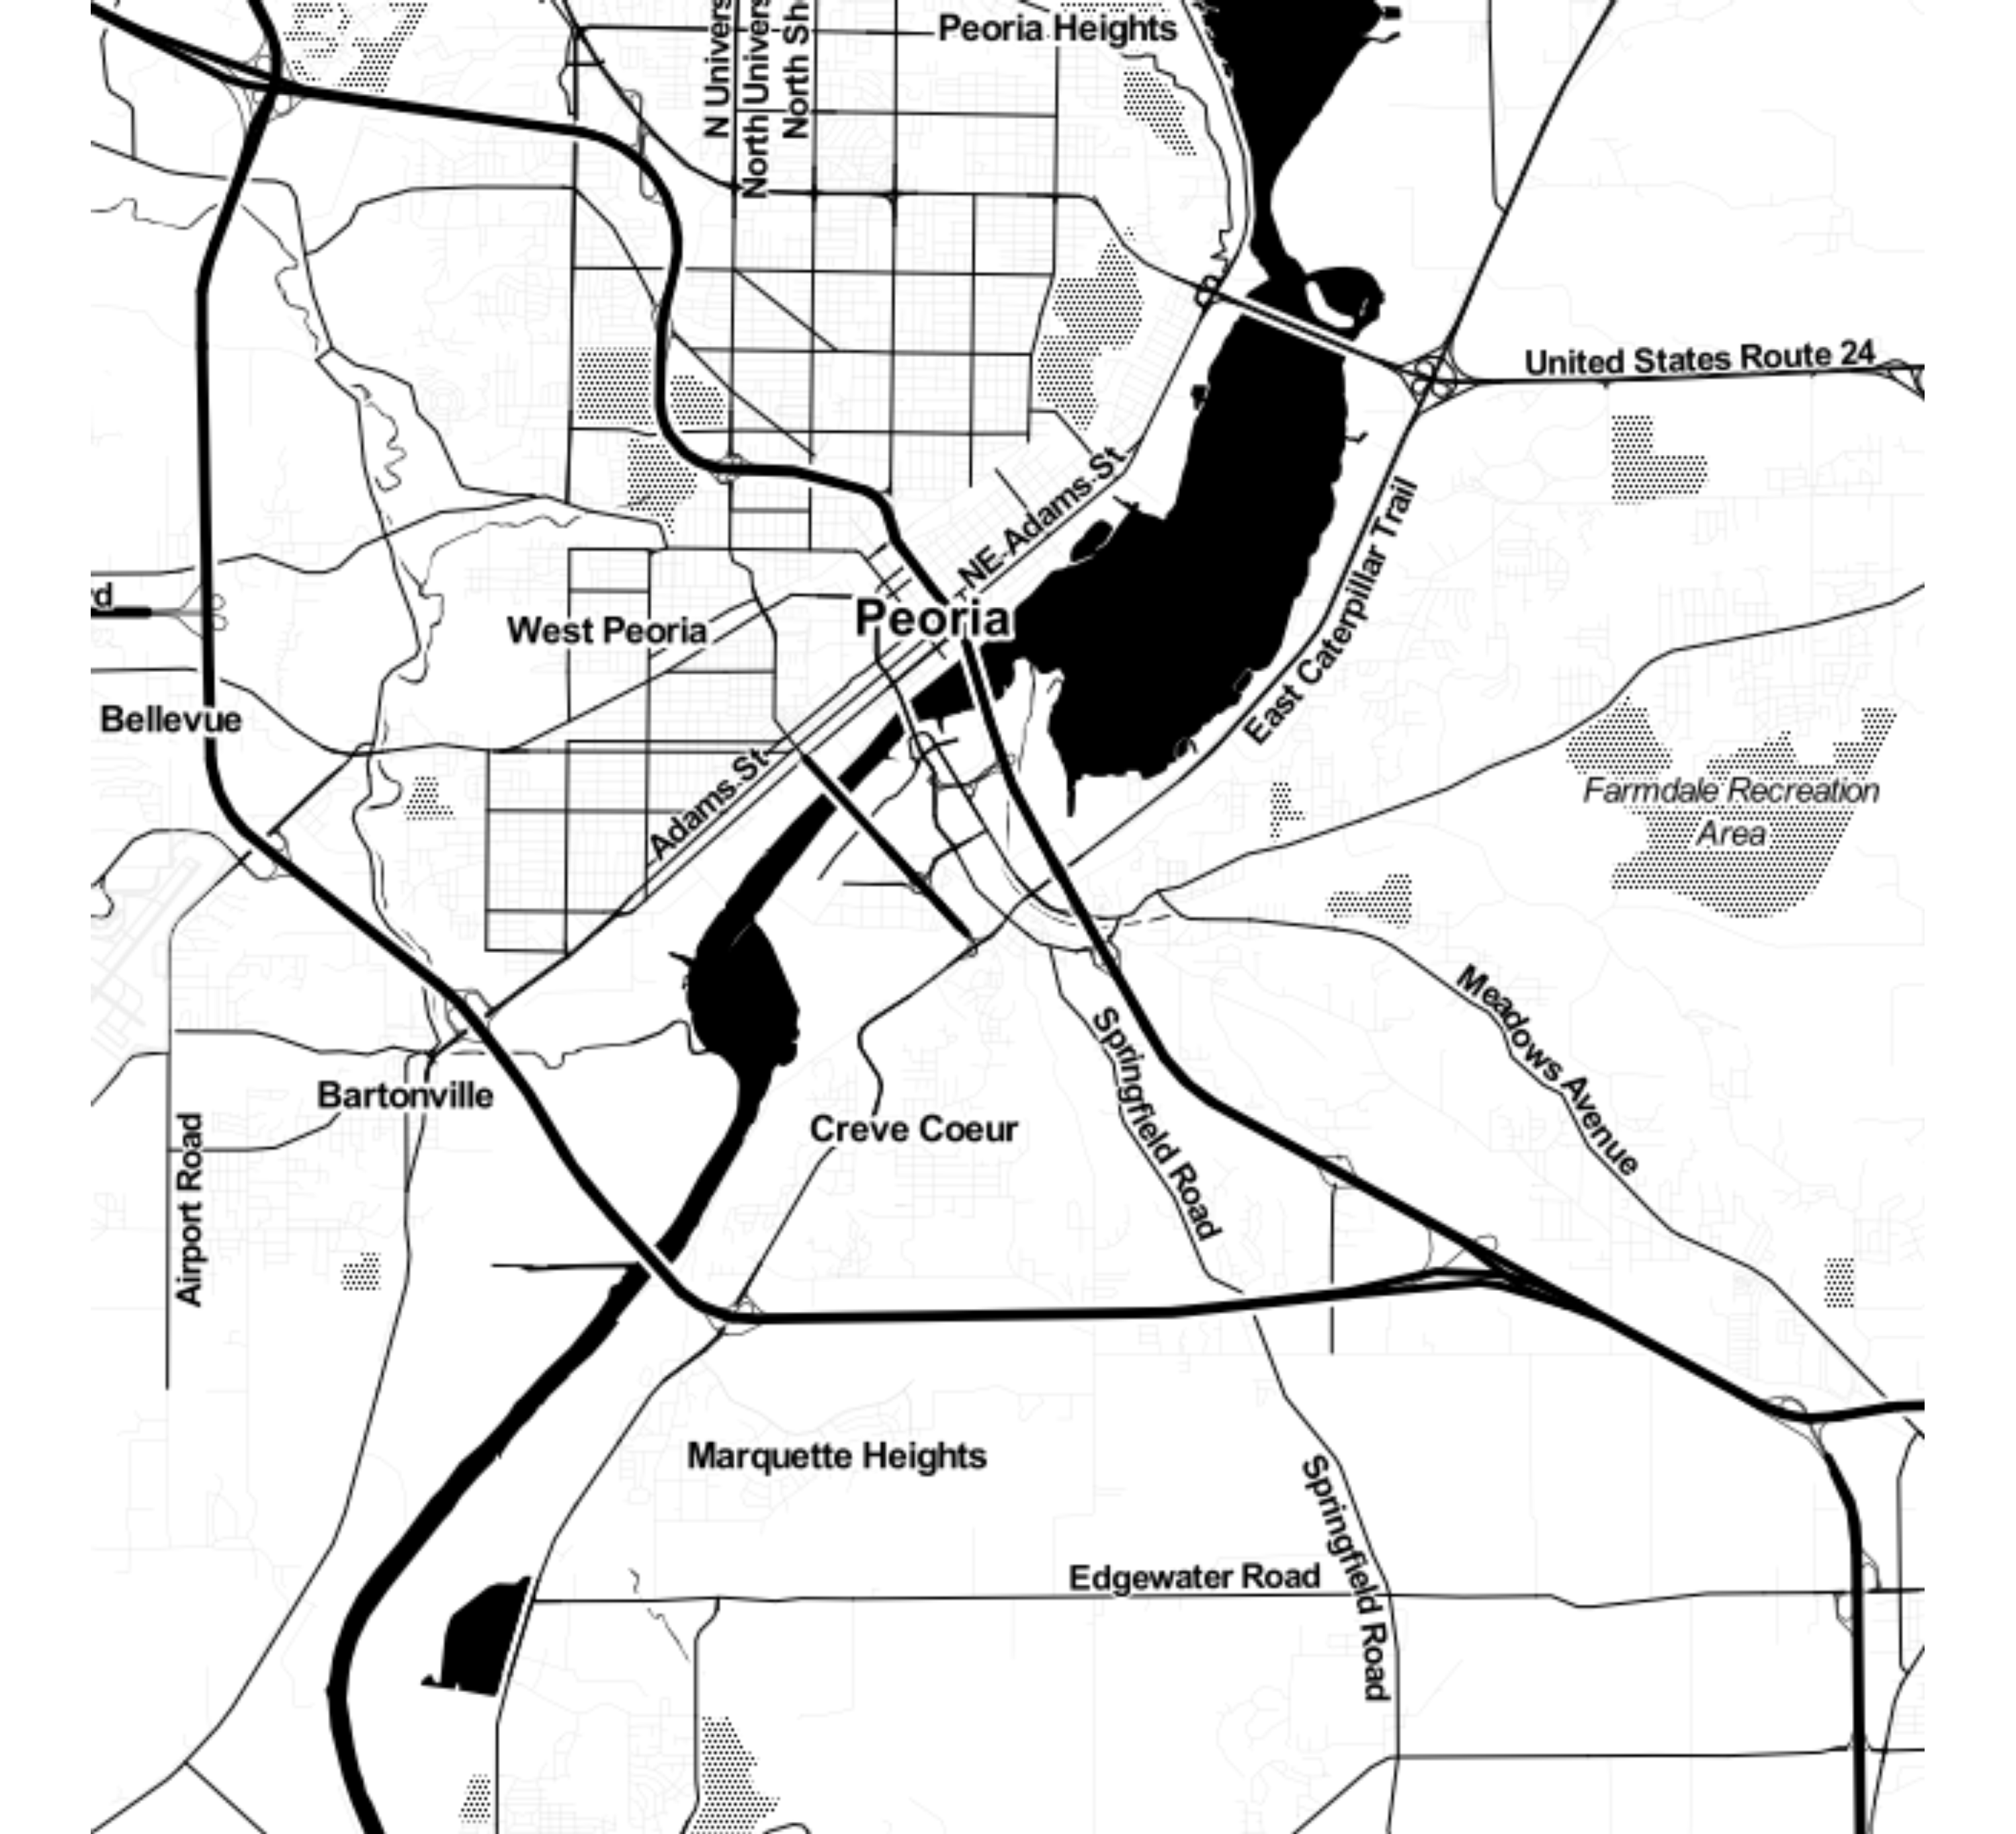 Peoria Heights
N Univers
North Univers
North Sh
United States Route 24
NE Adams St
East Caterpillar Trail
d
Peoria
West Peoria
Bellevue
Adams St
Farmdale Recreation
Area
Meadows Avenue
Springfield Road
Bartonville
Creve Coeur
Airport Road
Marquette Heights
Springfield Road
Edgewater Road